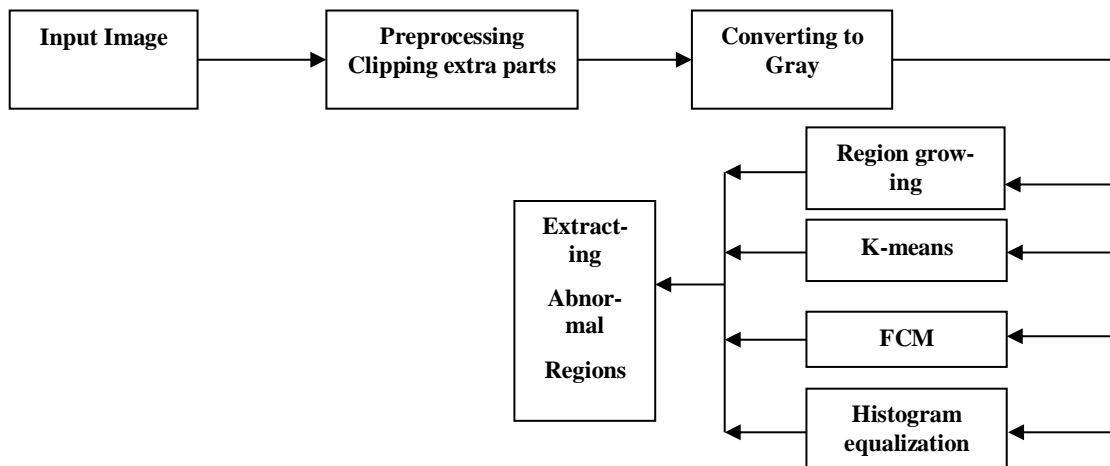 Input Image
Preprocessing
Clipping extra parts
Converting to
Gray
Region grow-
ing
K-means
FCM
Histogram
equalization
Extract-
ing
Abnor-
mal
Regions